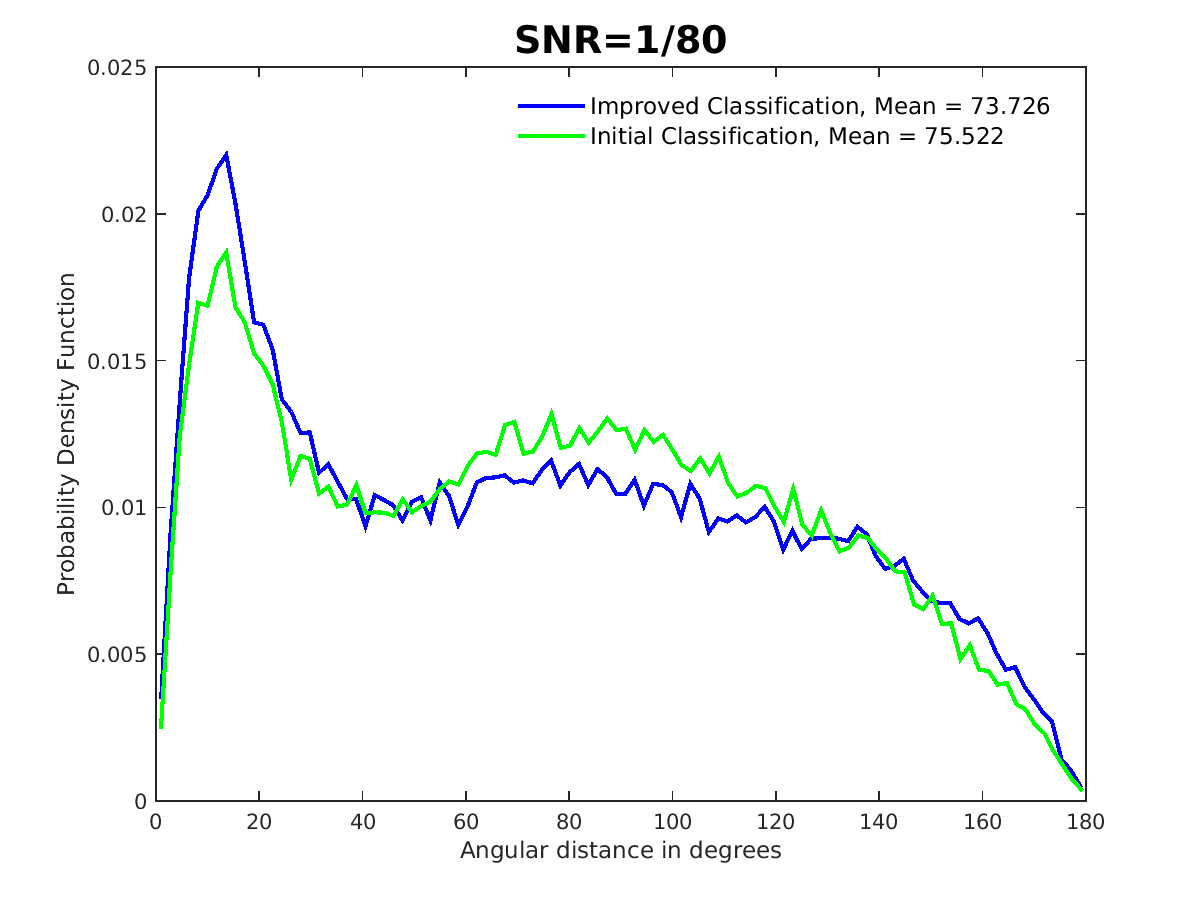 SNR=1/80
Improved Classification, Mean = 73.726
Initial Classification, Mean = 75.522
Probability Density Function
0.025
0.02
0.015
0.01
0.005
0
0 20 40 60 80 100 120 140 160 180
Angular distance in degrees